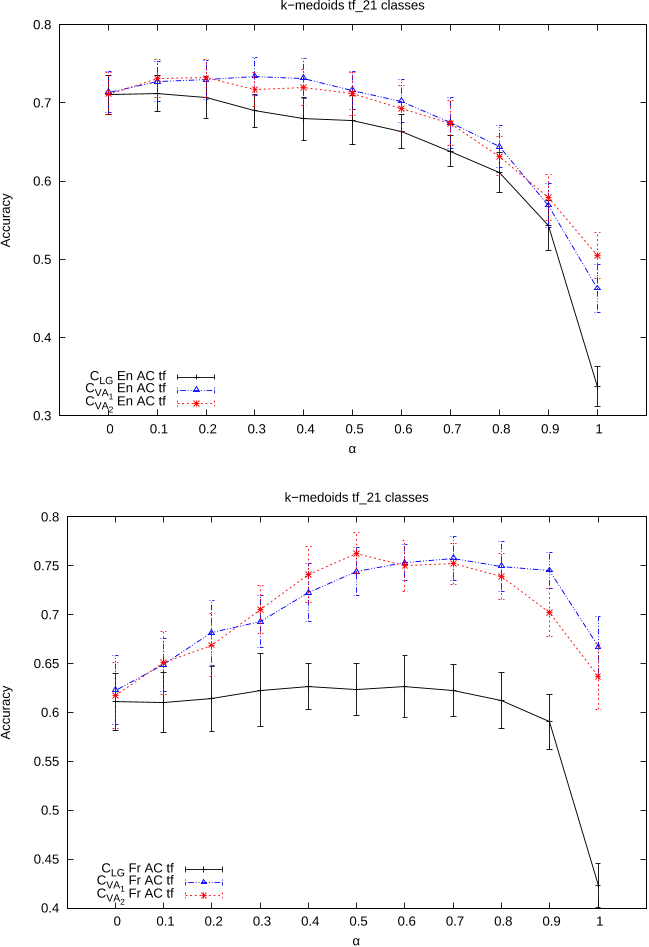 k−medoids tf_21 classes
0.8
0.7
0.6
0.5
0.4
0.3
Accuracy
C_LG En AC tf
C_VA1 En AC tf
C_VA2 En AC tf
0 0.1 0.2 0.3 0.4 0.5 0.6 0.7 0.8 0.9 1
α
k−medoids tf_21 classes
0.8
0.75
0.7
0.65
0.6
0.55
0.5
0.45
0.4
Accuracy
C_LG Fr AC tf
C_VA1 Fr AC tf
C_VA2 Fr AC tf
0 0.1 0.2 0.3 0.4 0.5 0.6 0.7 0.8 0.9 1
α